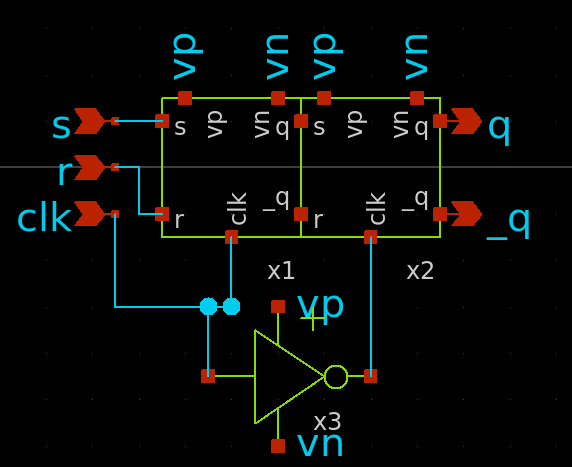 vp vn vp vn
s s vp vn q s vp vn q q
r
clk r clk _q r clk _q _q
x1 x2
vp
x3
vn